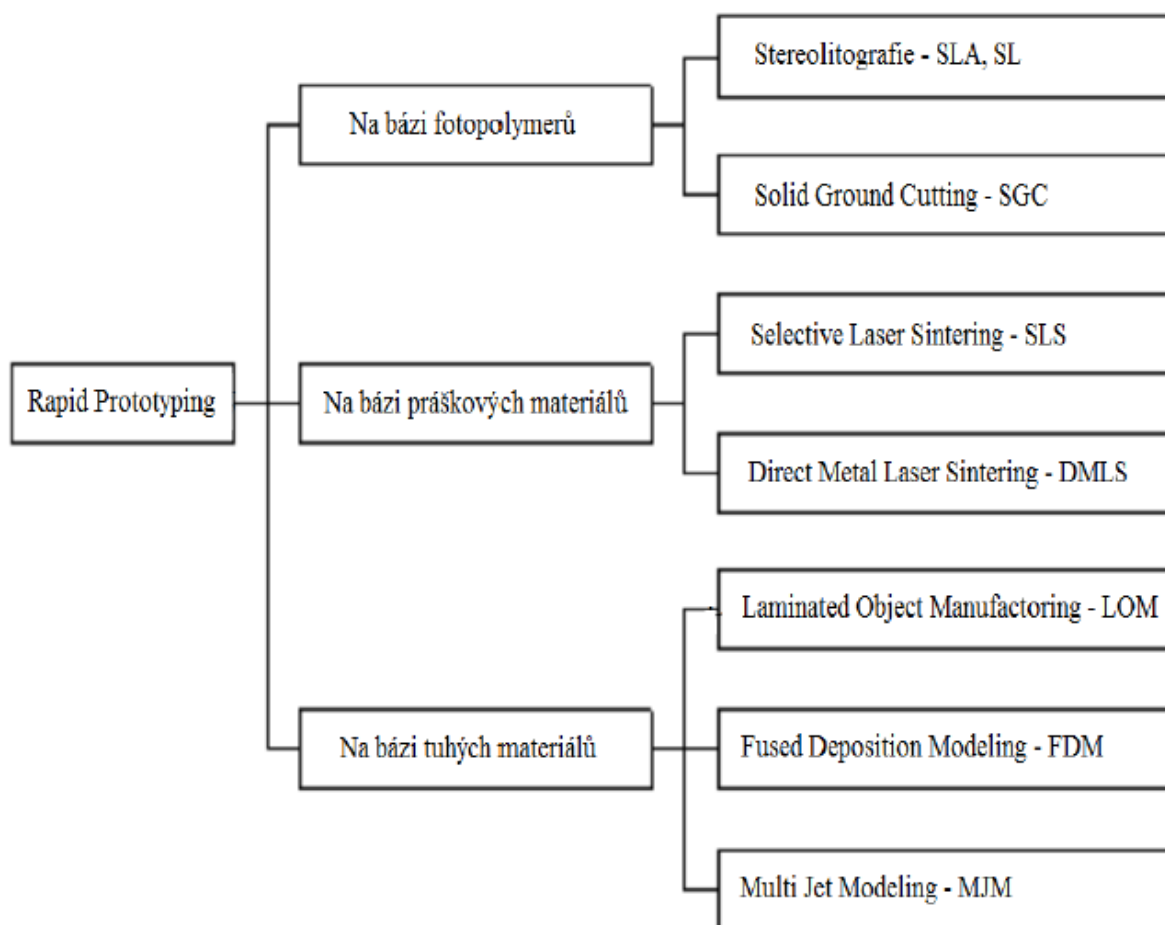 Rapid Prototyping
Na bázi fotopolymerů
Stereolitografie - SLA, SL
Solid Ground Cutting - SGC
Na bázi práškových materiálů
Selective Laser Sintering - SLS
Direct Metal Laser Sintering - DMLS
Na bázi tuhých materiálů
Laminated Object Manufactoring - LOM
Fused Deposition Modeling - FDM
Multi Jet Modeling - MJM